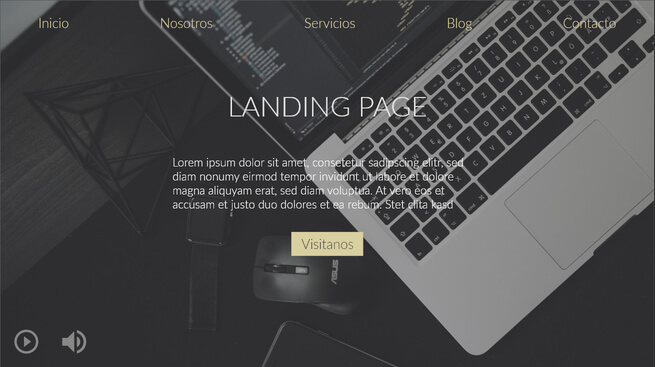 Inicio
Nosotros
Servicios
Blog
Contacto
LANDING PAGE
Lorem ipsum dolor sit amet, consetetur sadipscing elitr, sed
diam nonumy eirmod tempor invidunt ut labore et dolore
magna aliquyam erat, sed diam voluptua. At vero eos et
accusam et justo duo dolores et ea rebum. Stet clita kasd
Visitanos
ASUS